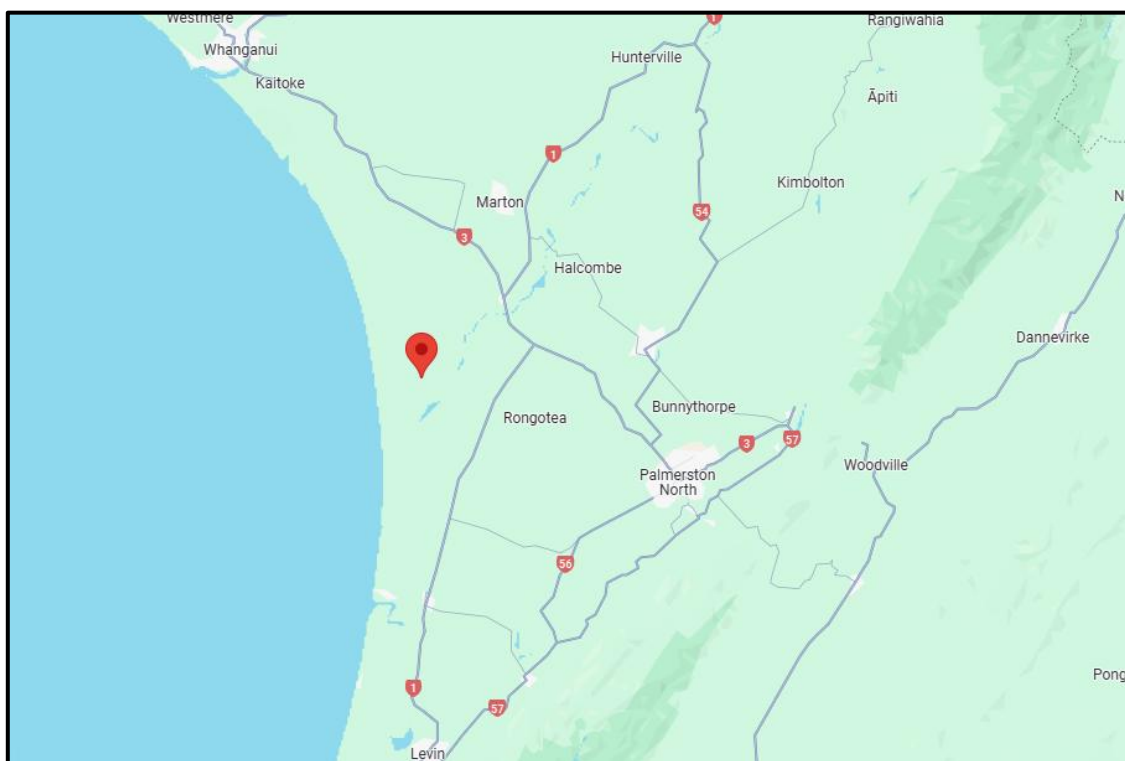 Westmere
Whanganui
Kaitoke
1
Rangiwahia
Hunterville
Āpiti
1
Marton
Kimbolton
54
3
Halcombe
Dannevirke
Bunnythorpe
Rongotea
3
57
Woodville
Palmerston
North
56
1
57
Levin
N
Pong